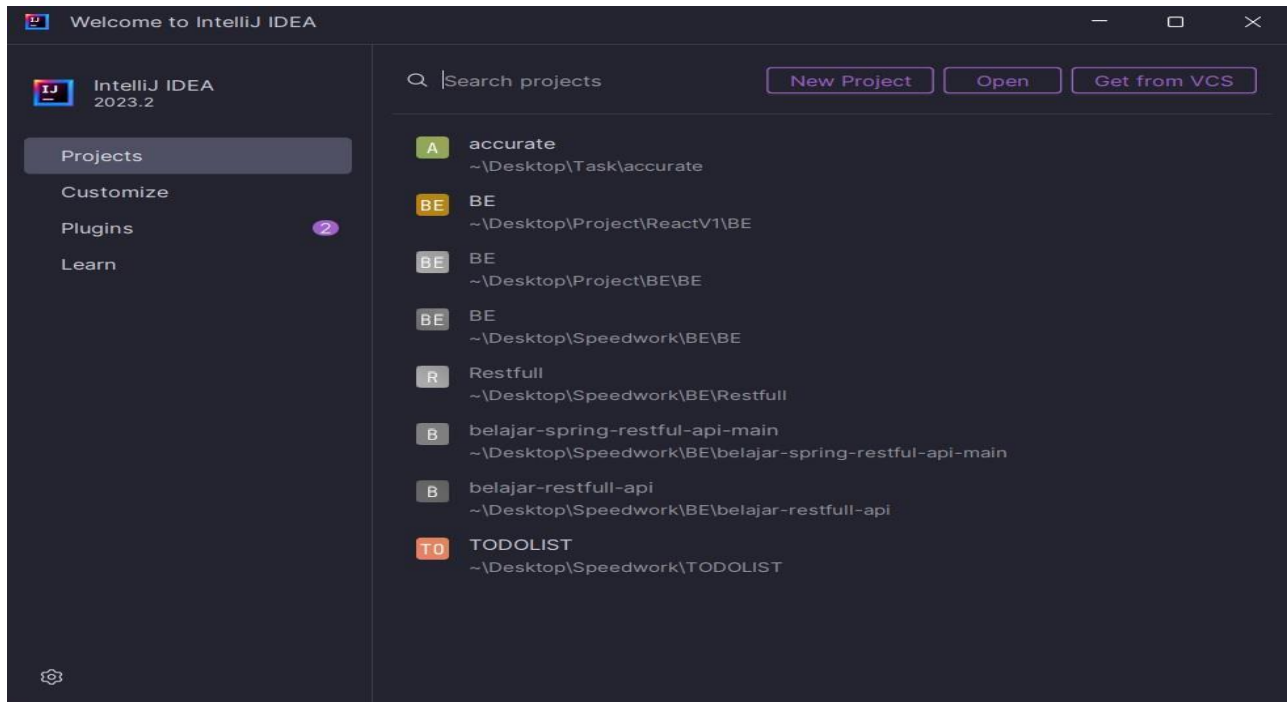 Welcome to IntelliJ IDEA
IJ
IntelliJ IDEA
2023.2
Projects
Customize
Plugins
2
Learn
Search projects
New Project
Open
Get from VCS
A
accurate
~\Desktop\Task\accurate
BE
BE
~\Desktop\Project\ReactV1\BE
BE
BE
~\Desktop\Project\BE\BE
BE
BE
~\Desktop\Speedwork\BE\BE
R
Restfull
~\Desktop\Speedwork\BE\Restfull
B
belajar-spring-restful-api-main
~\Desktop\Speedwork\BE\belajar-spring-restful-api-main
B
belajar-restfull-api
~\Desktop\Speedwork\BE\belajar-restfull-api
TO
TODOLIST
~\Desktop\Speedwork\TODOLIST